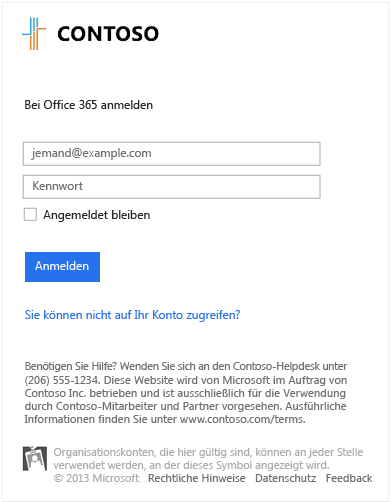 CONTOSO
Bei Office 365 anmelden
jemand@example.com
Kennwort
Angemeldet bleiben
Anmelden
Sie können nicht auf Ihr Konto zugreifen?
Benötigen Sie Hilfe? Wenden Sie sich an den Contoso-Helpdesk unter
(206) 555-1234. Diese Website wird von Microsoft im Auftrag von
Contoso Inc. betrieben und ist ausschließlich für die Verwendung
durch Contoso-Mitarbeiter und Partner vorgesehen. Ausführliche
Informationen finden Sie unter www.contoso.com/terms.
Organisationskonten, die hier gültig sind, können an jeder Stelle
verwendet werden, an der dieses Symbol angezeigt wird.
© 2013 Microsoft Rechtliche Hinweise Datenschutz Feedback